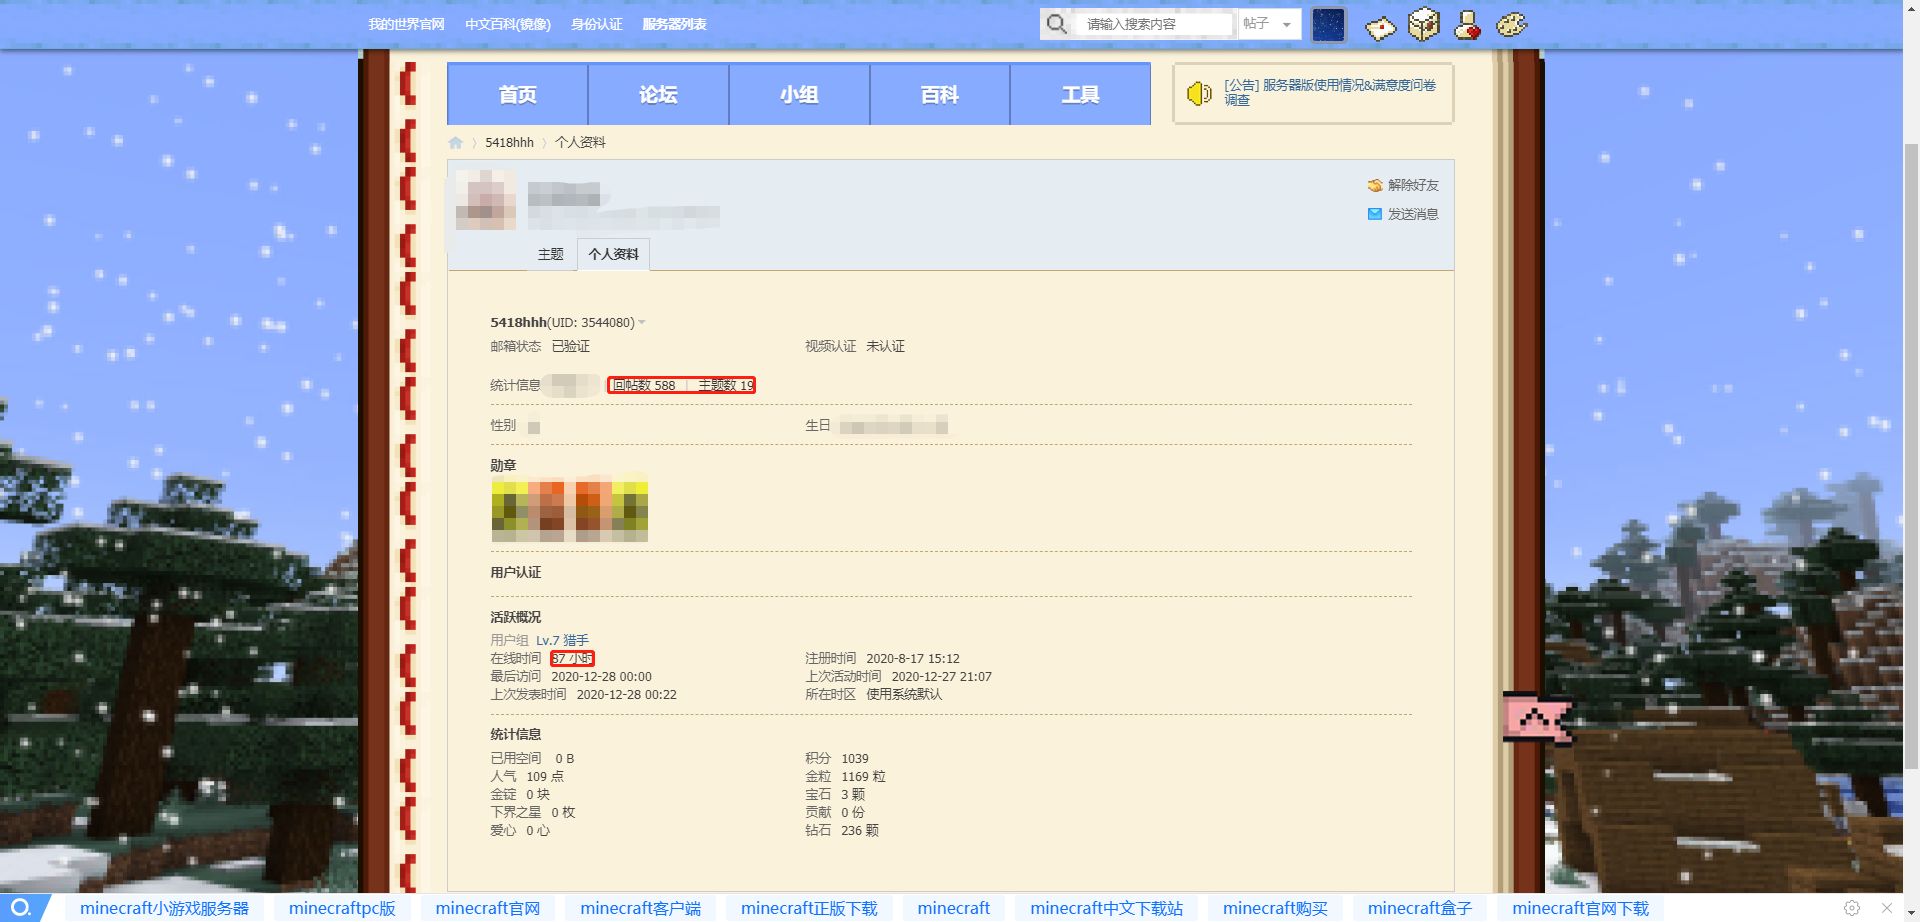 我的世界官网 中文百科(镜像) 身份认证 服务器列表 请输入搜索内容 帖子
首页 论坛 小组 百科 工具
[公告] 服务器版使用情况&满意度问卷
调查
5418hhh 个人资料
解除好友
发送消息
主题 个人资料
5418hhh(UID: 3544080)
邮箱状态 已验证 视频认证 未认证
统计信息 回帖数 588 | 主题数 19
性别 生日
勋章
用户认证
活跃概况
用户组 Lv.7 猎手
在线时间 87 小时 注册时间 2020-8-17 15:12
最后访问 2020-12-28 00:00 上次活动时间 2020-12-27 21:07
上次发表时间 2020-12-28 00:22 所在时区 使用系统默认
统计信息
已用空间 0 B 积分 1039
人气 109 点 金粒 1169 粒
金锭 0 块 宝石 3 颗
下界之星 0 枚 贡献 0 份
爱心 0 心 钻石 236 颗
minecraft小游戏服务器 minecraftpc版 minecraft官网 minecraft客户端 minecraft正版下载 minecraft minecraft中文下载站 minecraft购买 minecraft盒子 minecraft官网下载